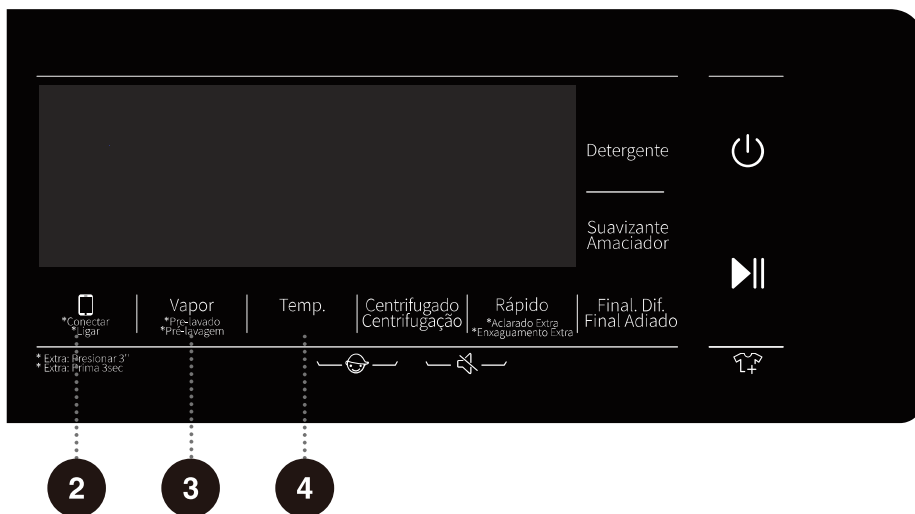 Detergente
Suavizante
Amaciador
*Conectar
*Ligar
Vapor
*Pre-lavado
*Pré-lavagem
Temp.
Centrifugado
Centrifugação
Rápido
*Aclarado Extra
*Enxaguamento Extra
Final. Dif.
Final Adiado
* Extra: Presionar 3''
* Extra: Prima 3sec
2
3
4